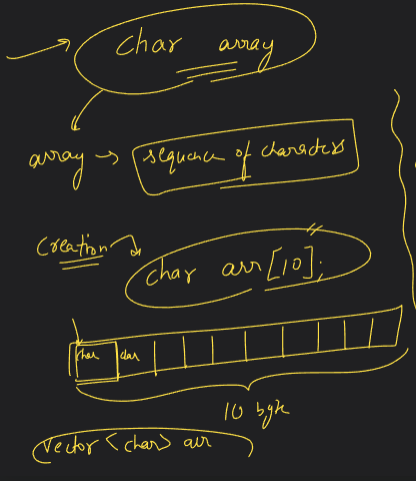 char array
array → sequence of characters
Creation → char arr[10];
char char
10 byte
vector <char> arr